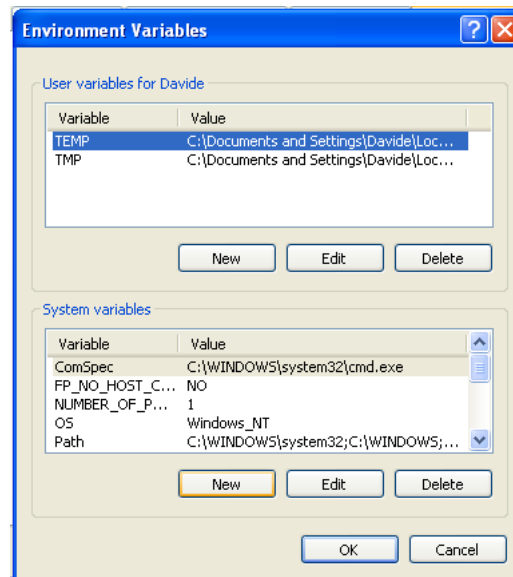 Environment Variables
User variables for Davide
Variable Value
TEMP C:\Documents and Settings\Davide\Loc...
TMP C:\Documents and Settings\Davide\Loc...
New Edit Delete
System variables
Variable Value
ComSpec C:\WINDOWS\system32\cmd.exe
FP_NO_HOST_C... NO
NUMBER_OF_P... 1
OS Windows_NT
Path C:\WINDOWS\system32;C:\WINDOWS;...
New Edit Delete
OK Cancel